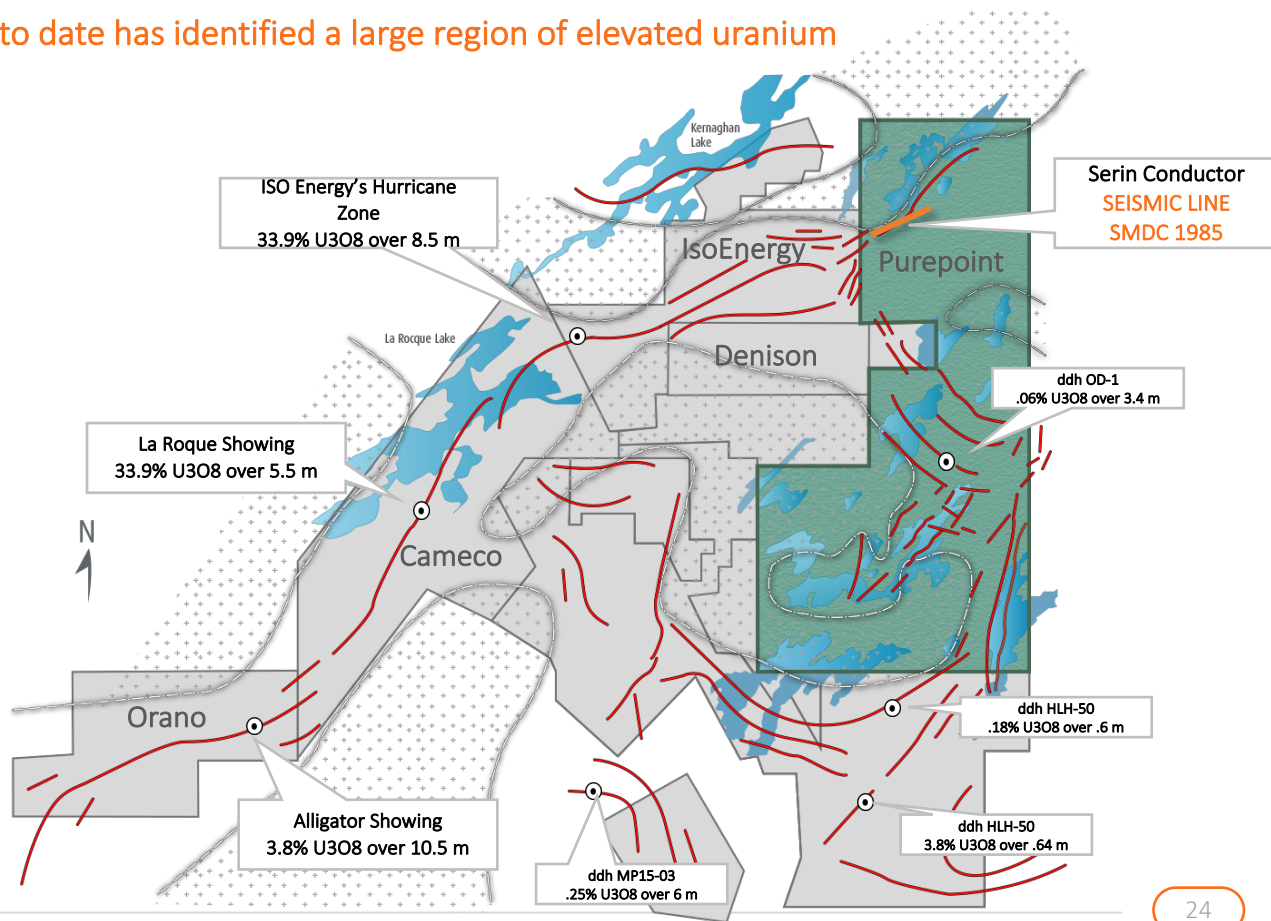 to date has identified a large region of elevated uranium
Kernaghan
Lake
ISO Energy's Hurricane
Zone
33.9% U3O8 over 8.5 m
Serin Conductor
SEISMIC LINE
SMDC 1985
IsoEnergy
Purepoint
La Rocque Lake
Denison
ddh OD-1
.06% U3O8 over 3.4 m
La Roque Showing
33.9% U3O8 over 5.5 m
N
Cameco
Orano
ddh HLH-50
.18% U3O8 over .6 m
Alligator Showing
3.8% U3O8 over 10.5 m
ddh HLH-50
3.8% U3O8 over .64 m
ddh MP15-03
.25% U3O8 over 6 m
24